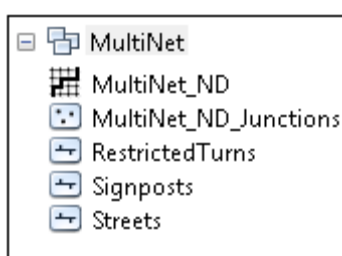 MultiNet
MultiNet_ND
MultiNet_ND_Junctions
RestrictedTurns
Signposts
Streets